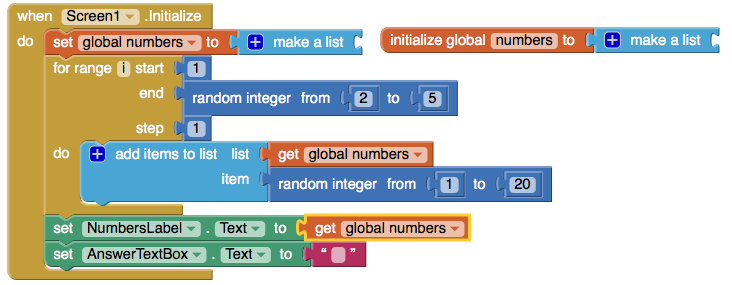 when Screen1 .Initialize
do set global numbers to make a list
initialize global numbers to make a list
for range i start 1
end random integer from 2 to 5
step 1
do add items to list list get global numbers
item random integer from 1 to 20
set NumbersLabel . Text to get global numbers
set AnswerTextBox . Text to “ ”